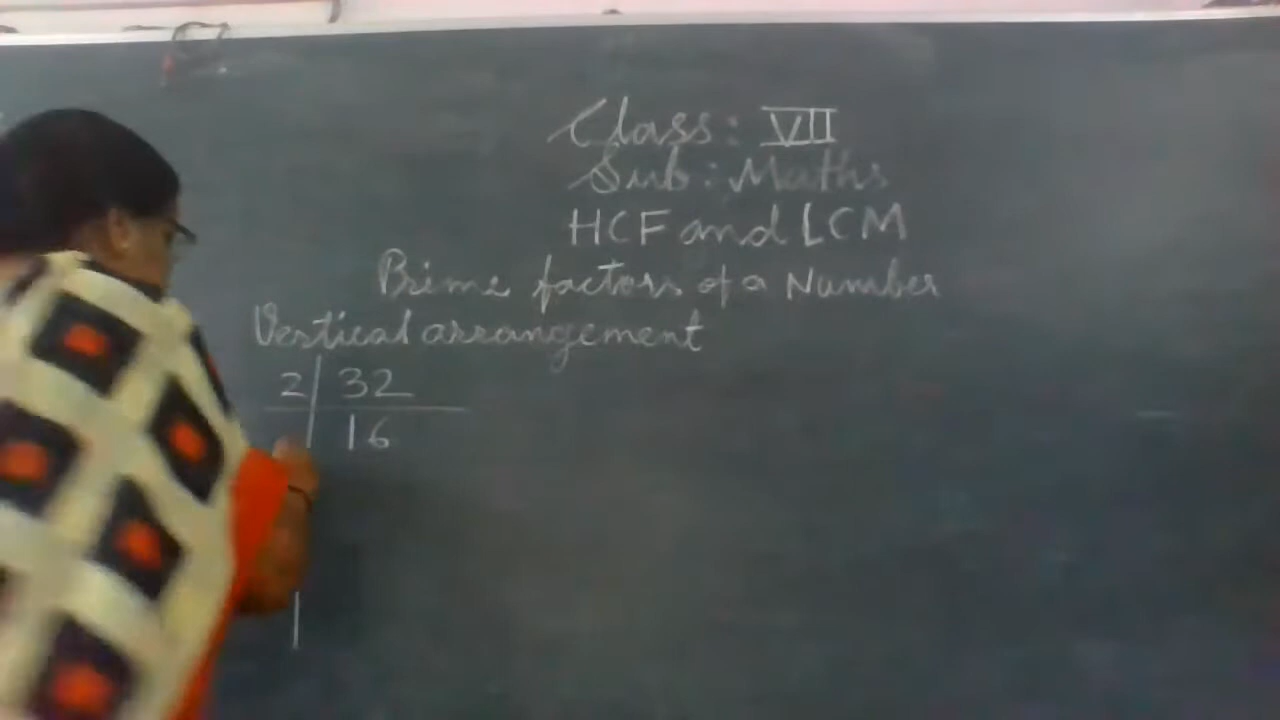 Class: VII
Sub: Maths
HCF and LCM
Prime factors of a Number
Vertical arrangement
2 | 32
| 16